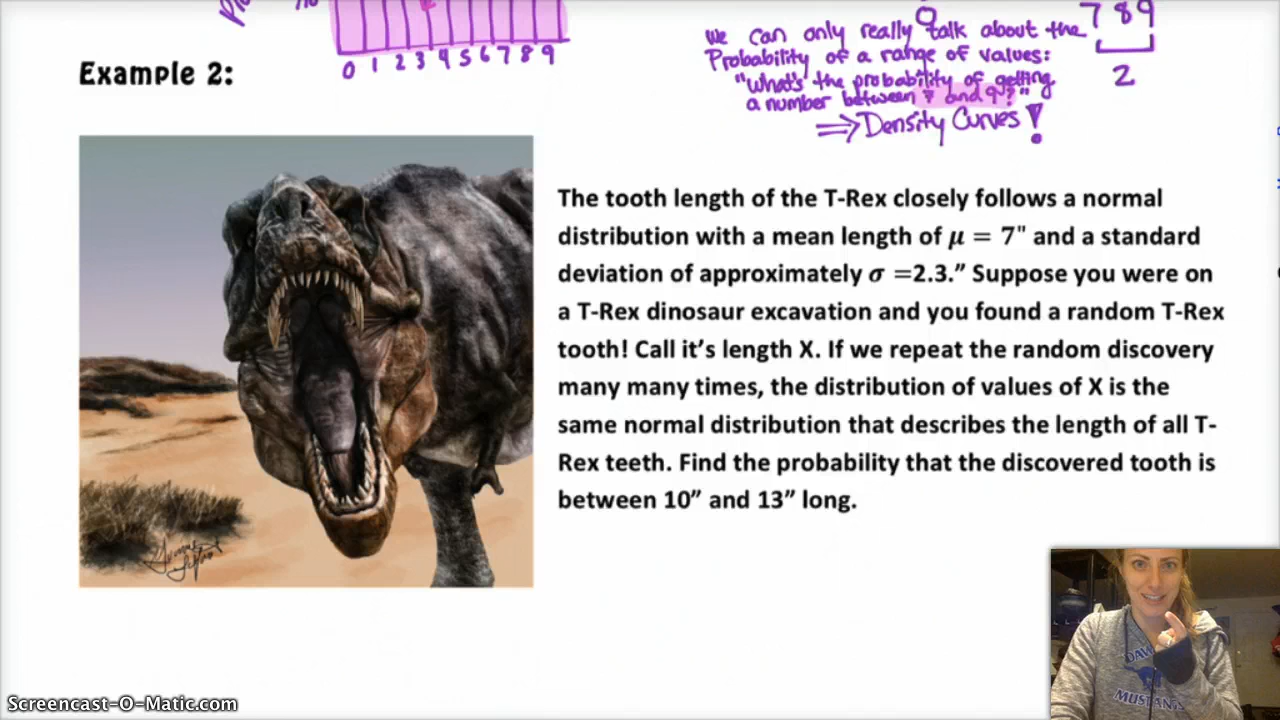 0 1 2 3 4 5 6 7 8 9
7 8 9
2
We can only really talk about the
Probability of a range of values:
"what's the probability of getting
a number between 7 and 9?"
⇒ Density Curves!
Example 2:
The tooth length of the T-Rex closely follows a normal
distribution with a mean length of μ = 7" and a standard
deviation of approximately σ =2.3.” Suppose you were on
a T-Rex dinosaur excavation and you found a random T-Rex
tooth! Call it’s length X. If we repeat the random discovery
many many times, the distribution of values of X is the
same normal distribution that describes the length of all T-
Rex teeth. Find the probability that the discovered tooth is
between 10” and 13” long.
MUSTANGS
Screencast-O-Matic.com